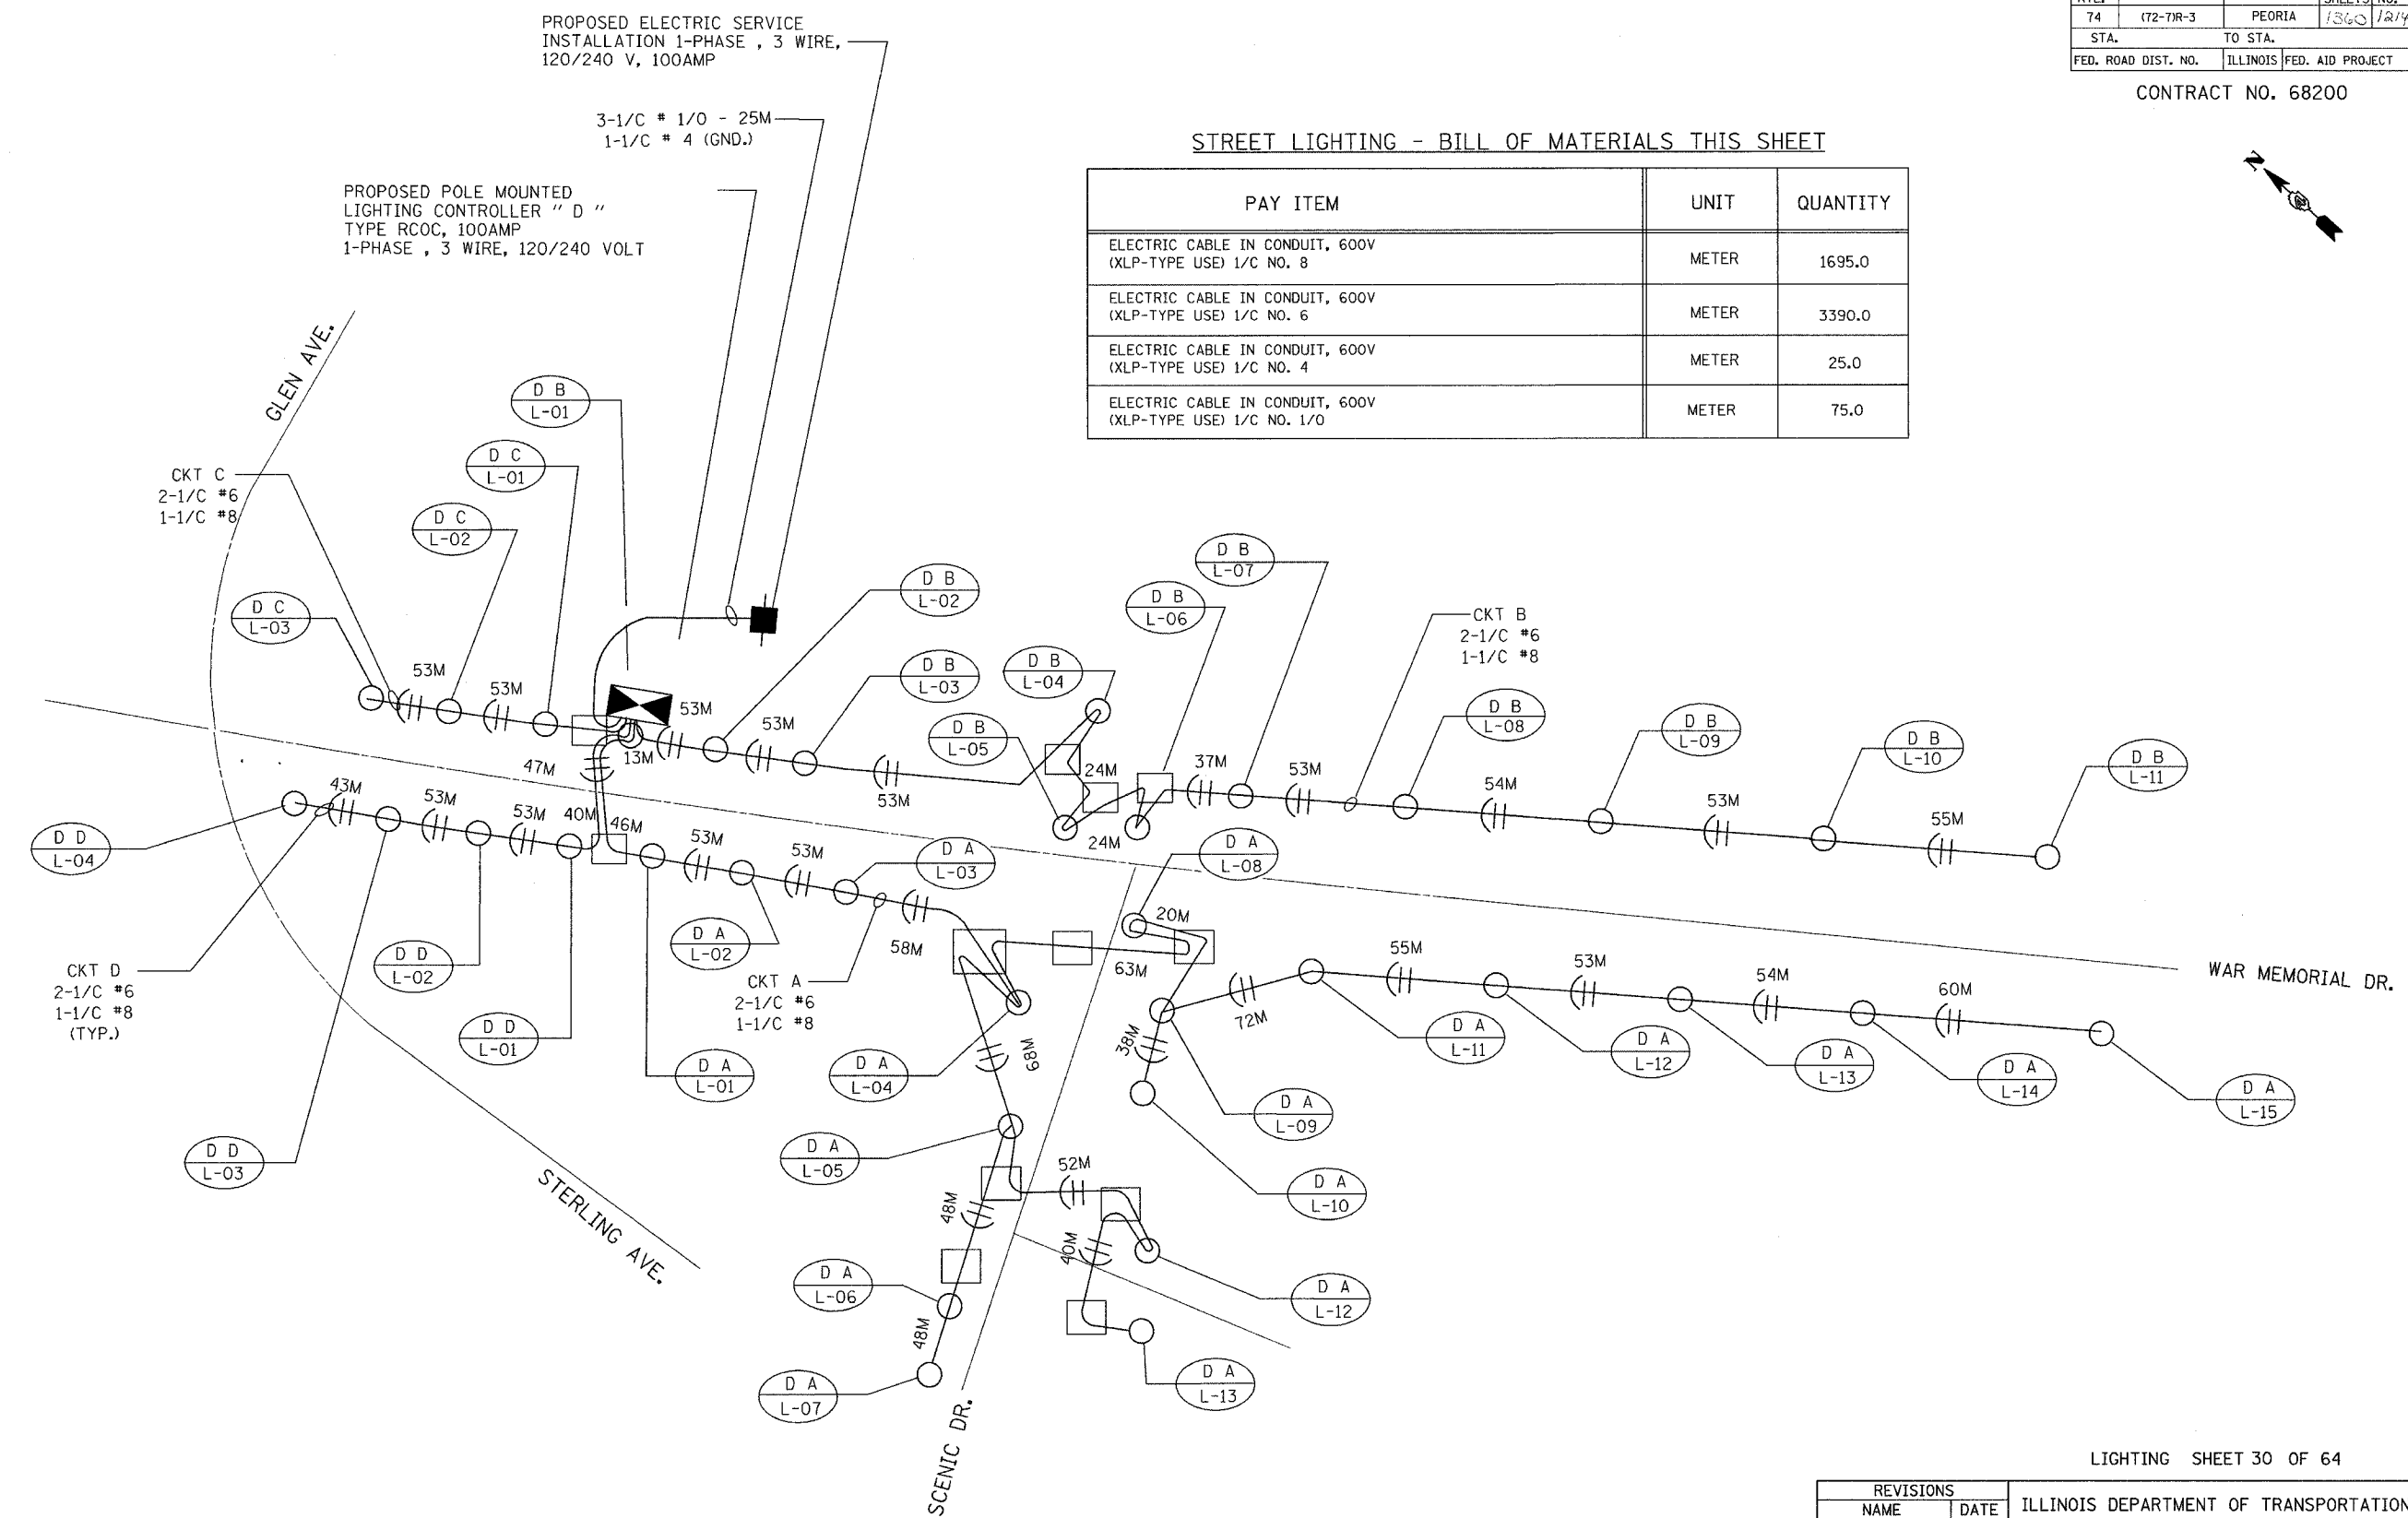 RTE. SHEETS NO.
74 (72-7)R-3 PEORIA 1360 1214
STA. TO STA.
FED. ROAD DIST. NO. ILLINOIS FED. AID PROJECT
CONTRACT NO. 68200
PROPOSED ELECTRIC SERVICE
INSTALLATION 1-PHASE , 3 WIRE,
120/240 V, 100AMP
3-1/C # 1/0 - 25M
1-1/C # 4 (GND.)
PROPOSED POLE MOUNTED
LIGHTING CONTROLLER " D "
TYPE RCOC, 100AMP
1-PHASE , 3 WIRE, 120/240 VOLT
STREET LIGHTING - BILL OF MATERIALS THIS SHEET
PAY ITEM UNIT QUANTITY
ELECTRIC CABLE IN CONDUIT, 600V
(XLP-TYPE USE) 1/C NO. 8 METER 1695.0
ELECTRIC CABLE IN CONDUIT, 600V
(XLP-TYPE USE) 1/C NO. 6 METER 3390.0
ELECTRIC CABLE IN CONDUIT, 600V
(XLP-TYPE USE) 1/C NO. 4 METER 25.0
ELECTRIC CABLE IN CONDUIT, 600V
(XLP-TYPE USE) 1/C NO. 1/0 METER 75.0
N
GLEN AVE.
D B
L-01
D C
L-01
D C
L-02
CKT C
2-1/C #6
1-1/C #8
D C
L-03
D B
L-02
D B
L-03
D B
L-04
D B
L-05
D B
L-06
D B
L-07
CKT B
2-1/C #6
1-1/C #8
D B
L-08
D B
L-09
D B
L-10
D B
L-11
53M
53M
53M
53M
53M
13M
47M
24M
24M
37M
53M
54M
53M
55M
43M
53M
53M
40M
46M
53M
53M
58M
D D
L-04
D D
L-03
D D
L-02
D D
L-01
CKT D
2-1/C #6
1-1/C #8
(TYP.)
D A
L-01
D A
L-02
D A
L-03
CKT A
2-1/C #6
1-1/C #8
D A
L-04
D A
L-08
20M
63M
72M
38M
55M
53M
54M
60M
WAR MEMORIAL DR.
D A
L-11
D A
L-12
D A
L-13
D A
L-14
D A
L-15
D A
L-09
D A
L-10
68M
D A
L-05
52M
48M
40M
D A
L-06
48M
D A
L-07
D A
L-12
D A
L-13
STERLING AVE.
SCENIC DR.
LIGHTING SHEET 30 OF 64
REVISIONS
NAME DATE
ILLINOIS DEPARTMENT OF TRANSPORTATION